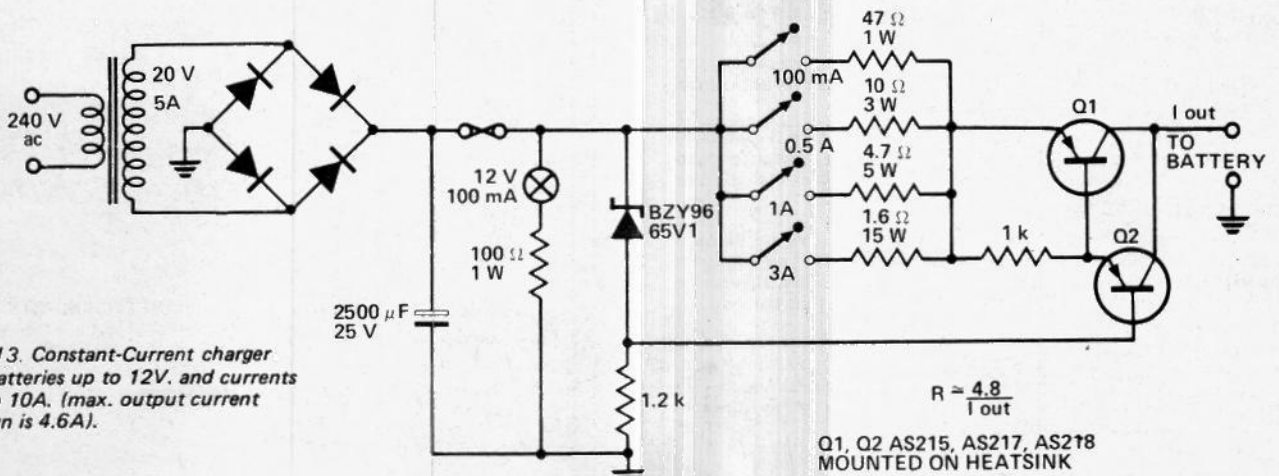 240 V
ac
20 V
5A
2500 µF
25 V
12 V
100 mA
100 Ω
1 W
BZY96
65V1
1.2 k
47 Ω
1 W
100 mA
10 Ω
3 W
0.5 A
4.7 Ω
5 W
1A
1.6 Ω
15 W
3A
1 k
Q1
Q2
I out
TO
BATTERY
R ≃ 4.8
I out
Q1, Q2 AS215, AS217, AS218
MOUNTED ON HEATSINK
13. Constant-Current charger
batteries up to 12V. and currents
10A. (max. output current
is 4.6A).